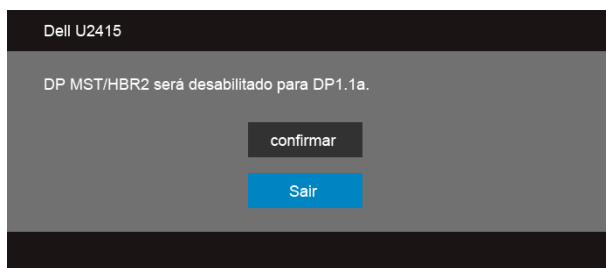 Dell U2415
DP MST/HBR2 será desabilitado para DP1.1a.
confirmar
Sair